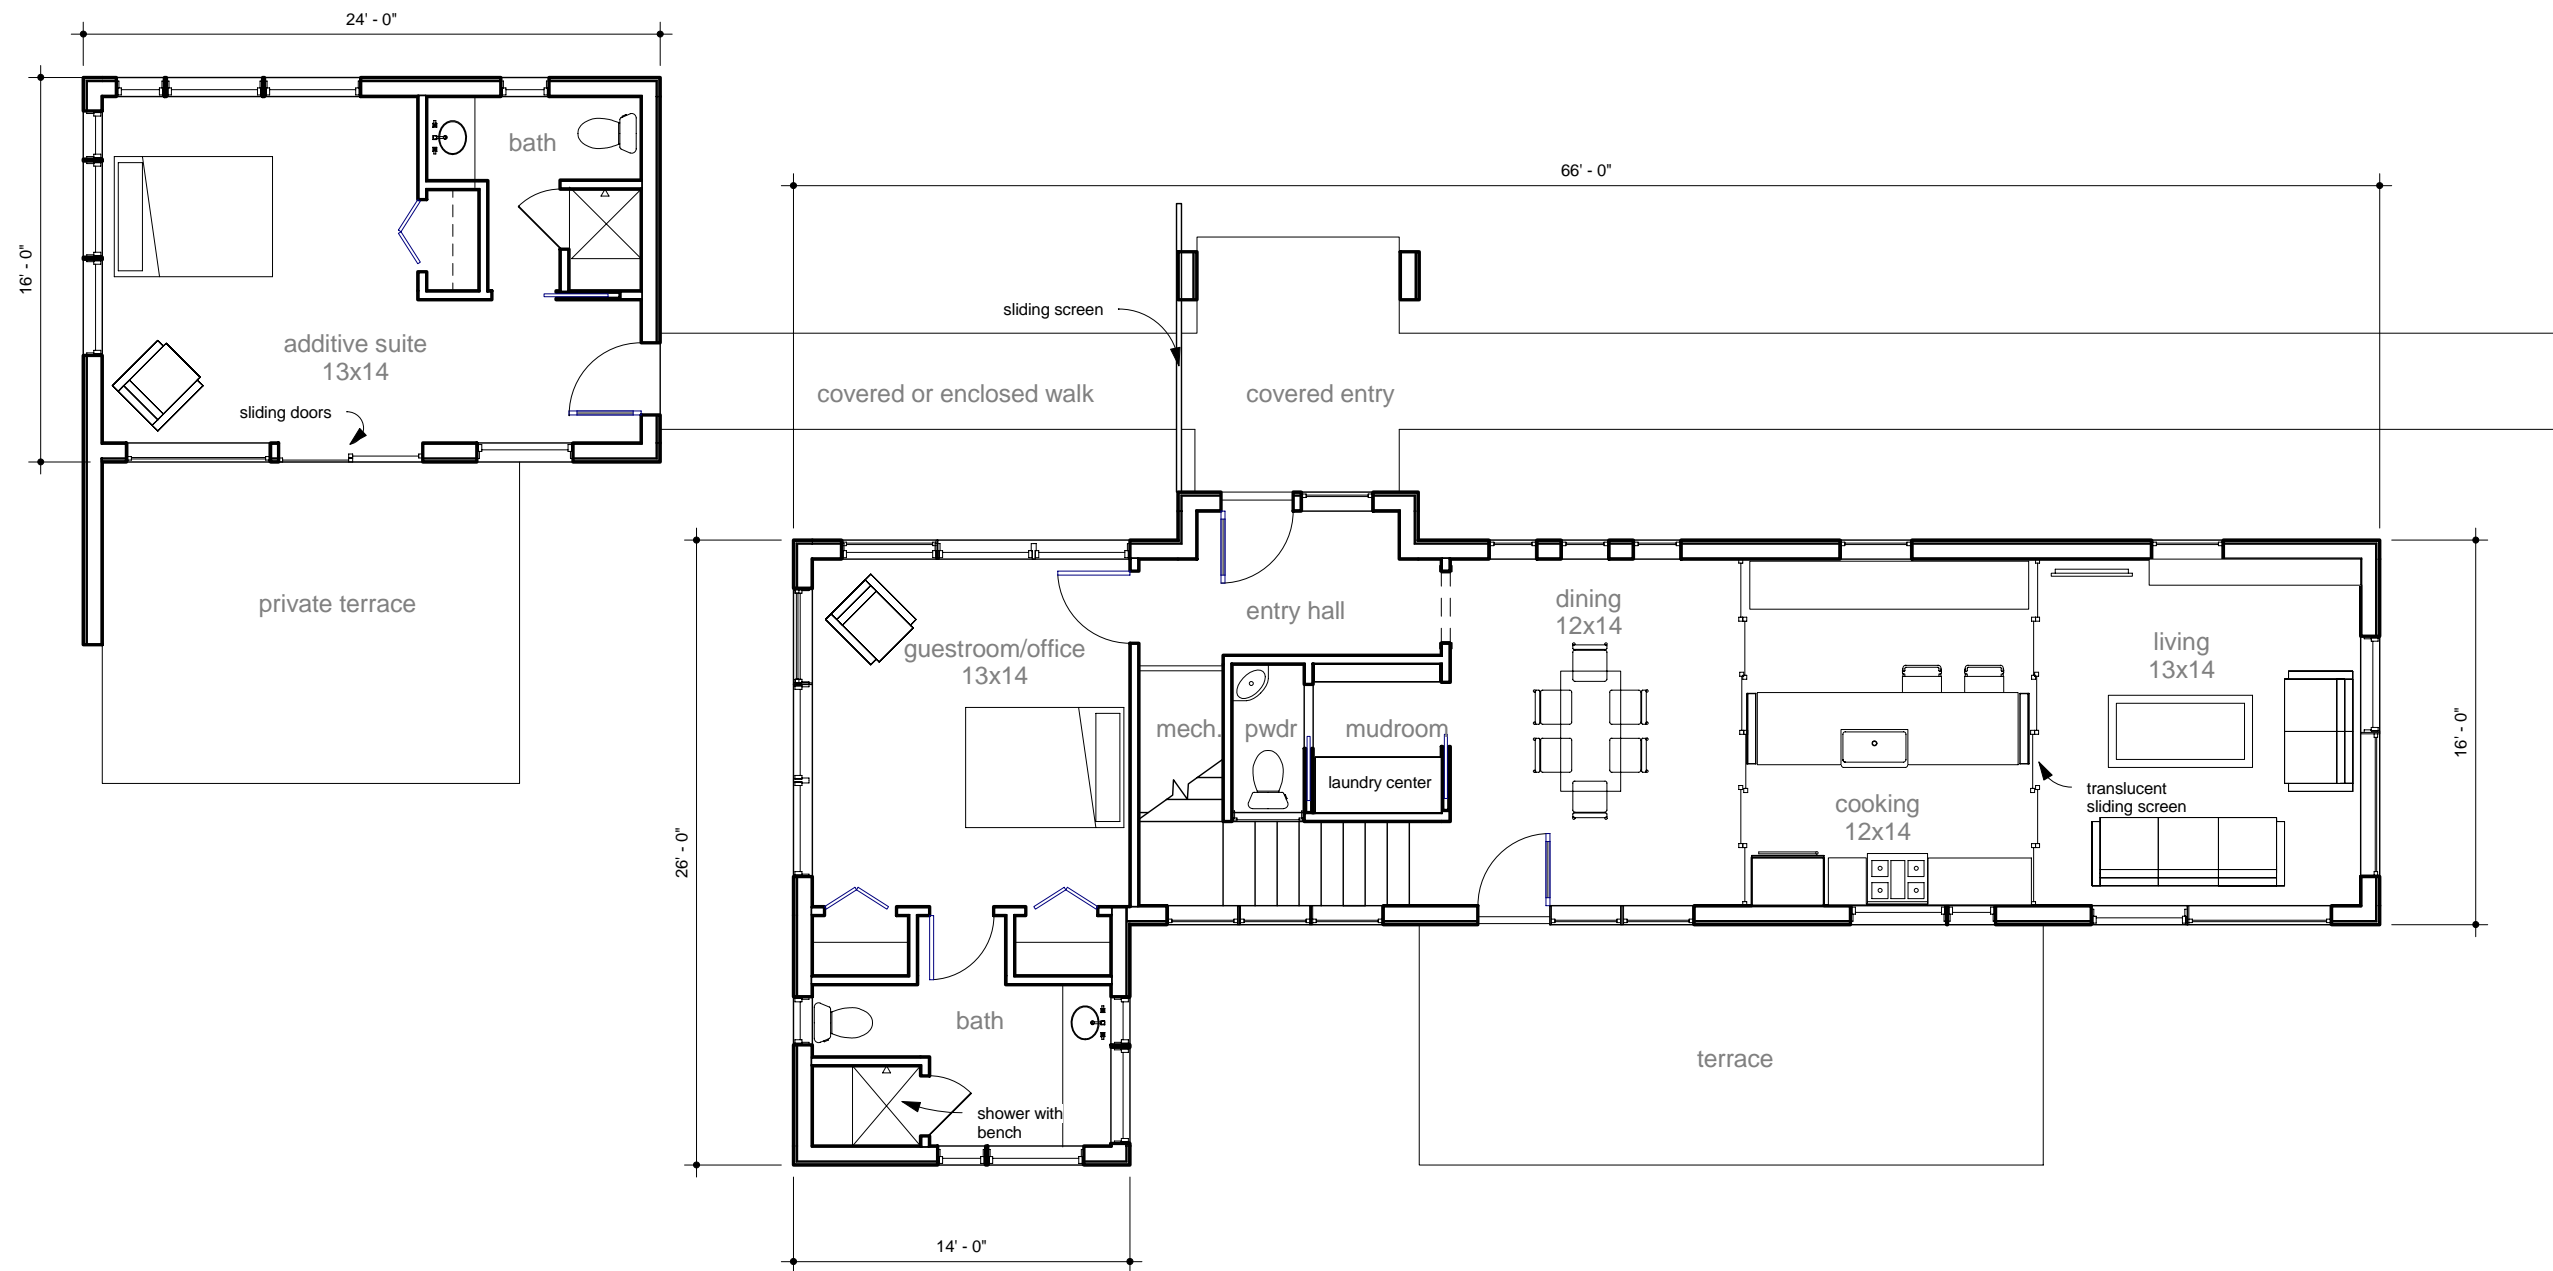 24' - 0"
bath
66' - 0"
16' - 0"
sliding screen
additive suite
13x14
covered or enclosed walk
covered entry
sliding doors
private terrace
entry hall
dining
12x14
guestroom/office
13x14
living
13x14
mech.
pwdr
mudroom
16' - 0"
laundry center
translucent
sliding screen
cooking
12x14
26' - 0"
bath
terrace
shower with
bench
14' - 0"